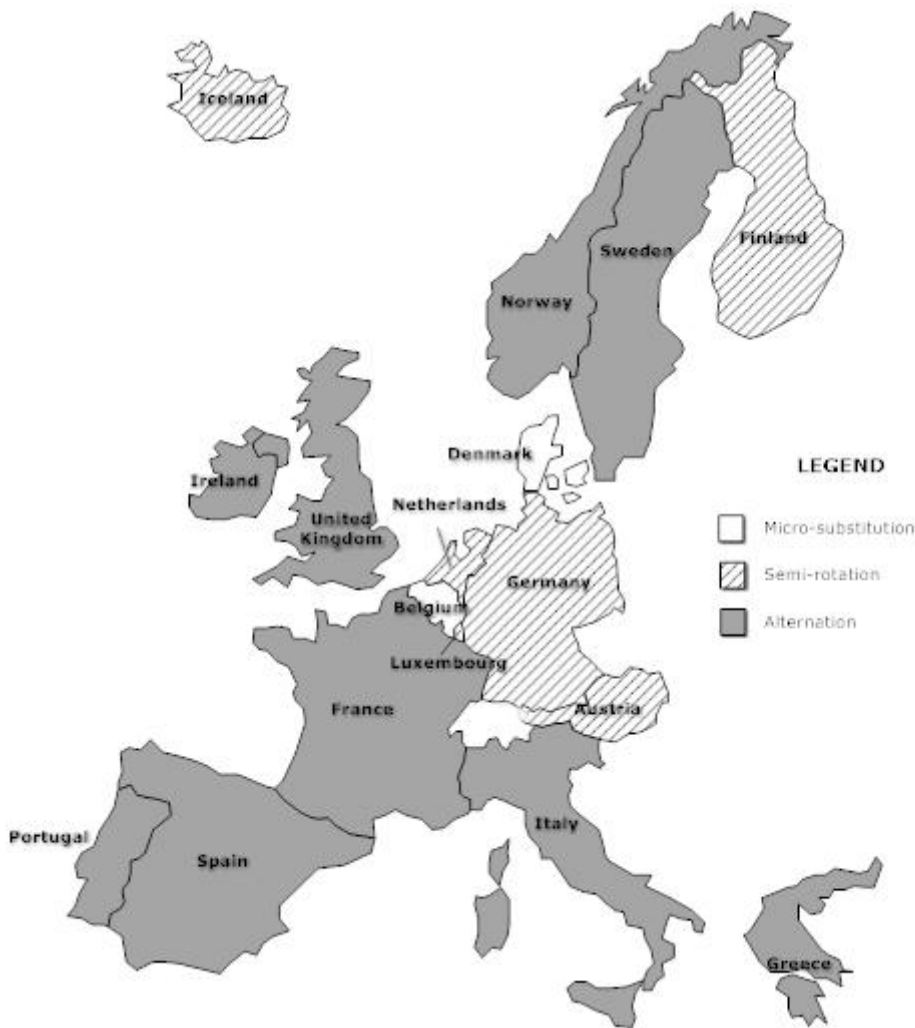 Iceland
Finland
Sweden
Norway
Denmark
LEGEND
Ireland
Netherlands
United
Kingdom
Micro-substitution
Germany
Semi-rotation
Belgium
Alternation
Luxembourg
France
Austria
Italy
Portugal
Spain
Greece